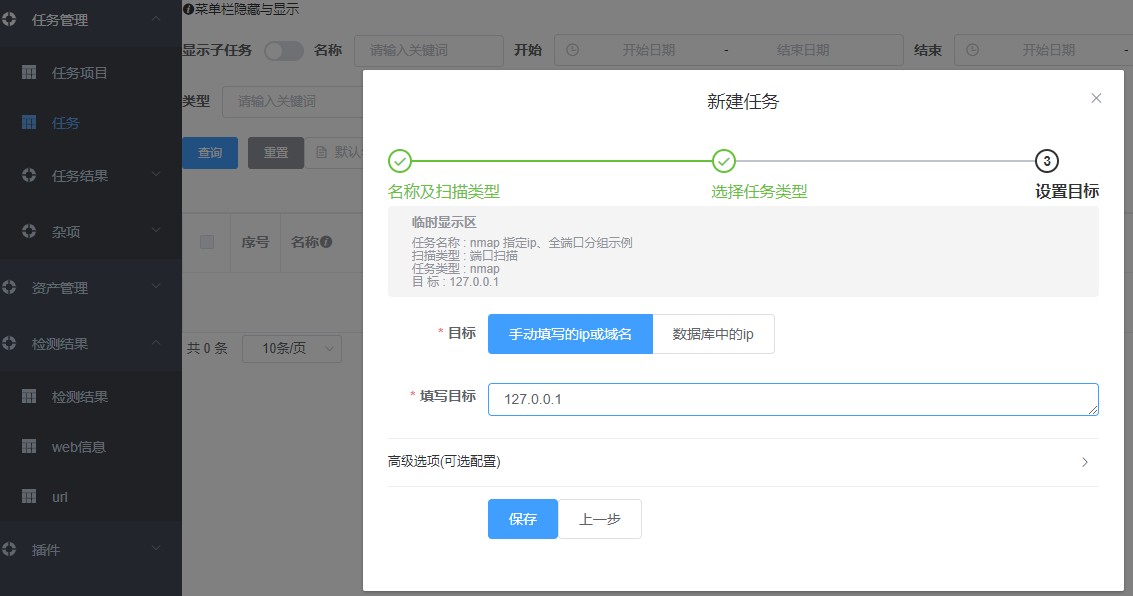 任务管理
任务项目
任务
任务结果
杂项
资产管理
检测结果
检测结果
web信息
url
插件
菜单栏隐藏与显示
显示子任务 名称 请输入关键词 开始 开始日期 - 结束日期 结束 开始日期 -
类型 请输入关键词
查询 重置 默认
序号 名称
共 0 条 10条/页
新建任务
3
名称及扫描类型 选择任务类型 设置目标
临时显示区
任务名称 : nmap 指定ip、全端口分组示例
扫描类型 : 端口扫描
任务类型 : nmap
目 标 : 127.0.0.1
* 目标 手动填写的ip或域名 数据库中的ip
* 填写目标 127.0.0.1
高级选项(可选配置)
保存 上一步